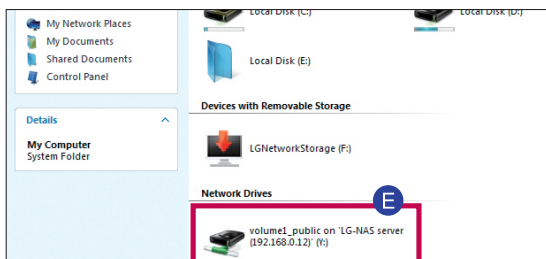 My Network Places
My Documents
Shared Documents
Control Panel
Details
My Computer
System Folder
Local Disk (C:)
Local Disk (D:)
Local Disk (E:)
Devices with Removable Storage
LGNetworkStorage (F:)
Network Drives
E
volume1_public on 'LG-NAS server
(192.168.0.12)' (Y:)